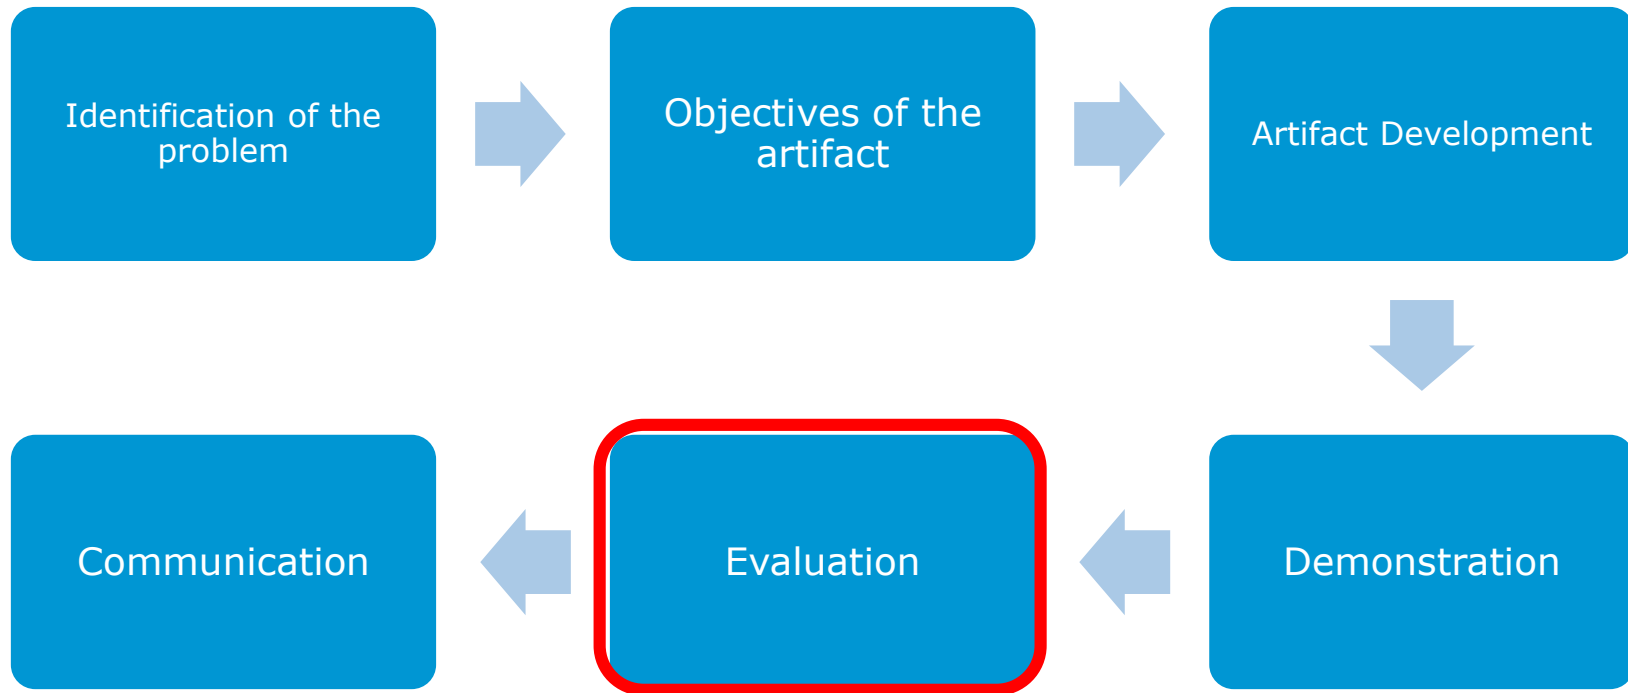 Identification of the
problem
Objectives of the
artifact
Artifact Development
Demonstration
Evaluation
Communication